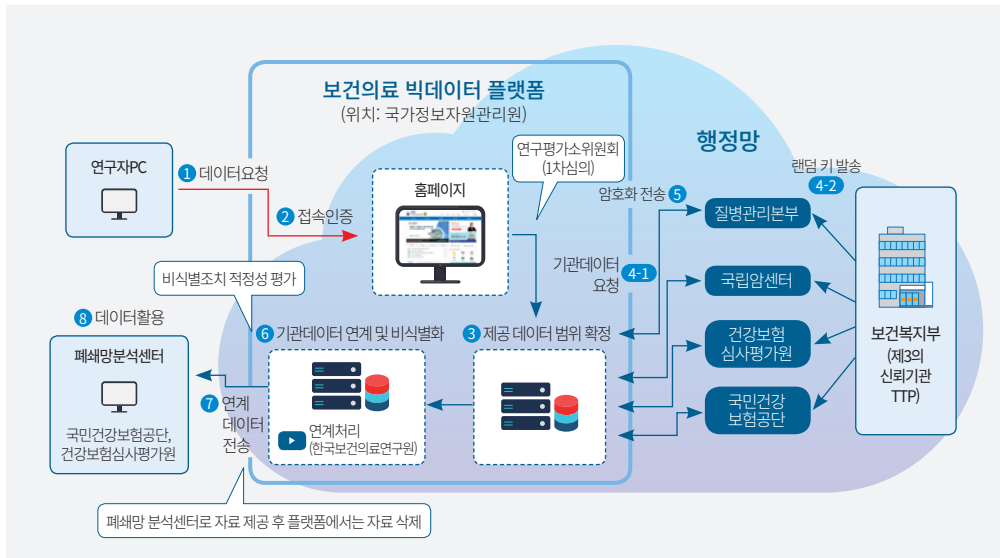 보건의료 빅데이터 플랫폼
(위치: 국가정보자원관리원)
행정망
연구자PC
1 데이터요청
2 접속인증
홈페이지
연구평가소위원회
(1차심의)
암호화 전송 5
랜덤 키 발송
4-2
질병관리본부
기관데이터
요청
4-1
국립암센터
건강보험
심사평가원
국민건강
보험공단
보건복지부
(제3의
신뢰기관
TTP)
비식별조치 적정성 평가
8 데이터활용
폐쇄망분석센터
국민건강보험공단,
건강보험심사평가원
6 기관데이터 연계 및 비식별화
3 제공 데이터 범위 확정
7 연계
데이터
전송
연계처리
(한국보건의료연구원)
폐쇄망 분석센터로 자료 제공 후 플랫폼에서는 자료 삭제